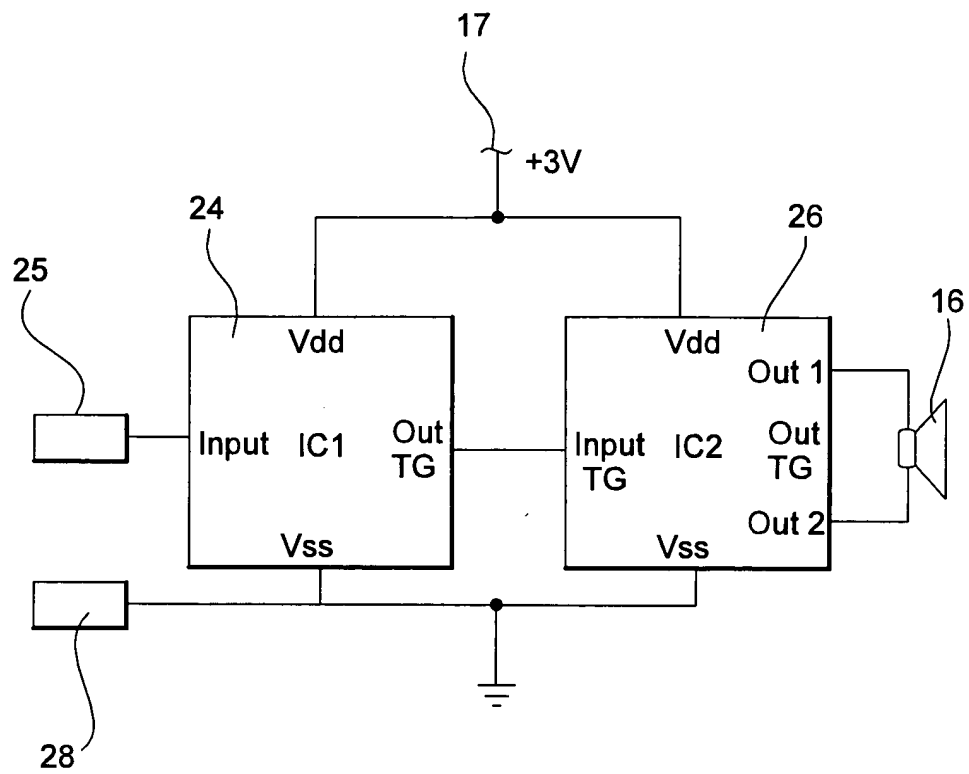 17
+3V
24
26
25
16
Vdd
Vdd
Out 1
Input
IC1
Out
TG
Input
TG
IC2
Out
TG
Out 2
Vss
Vss
28